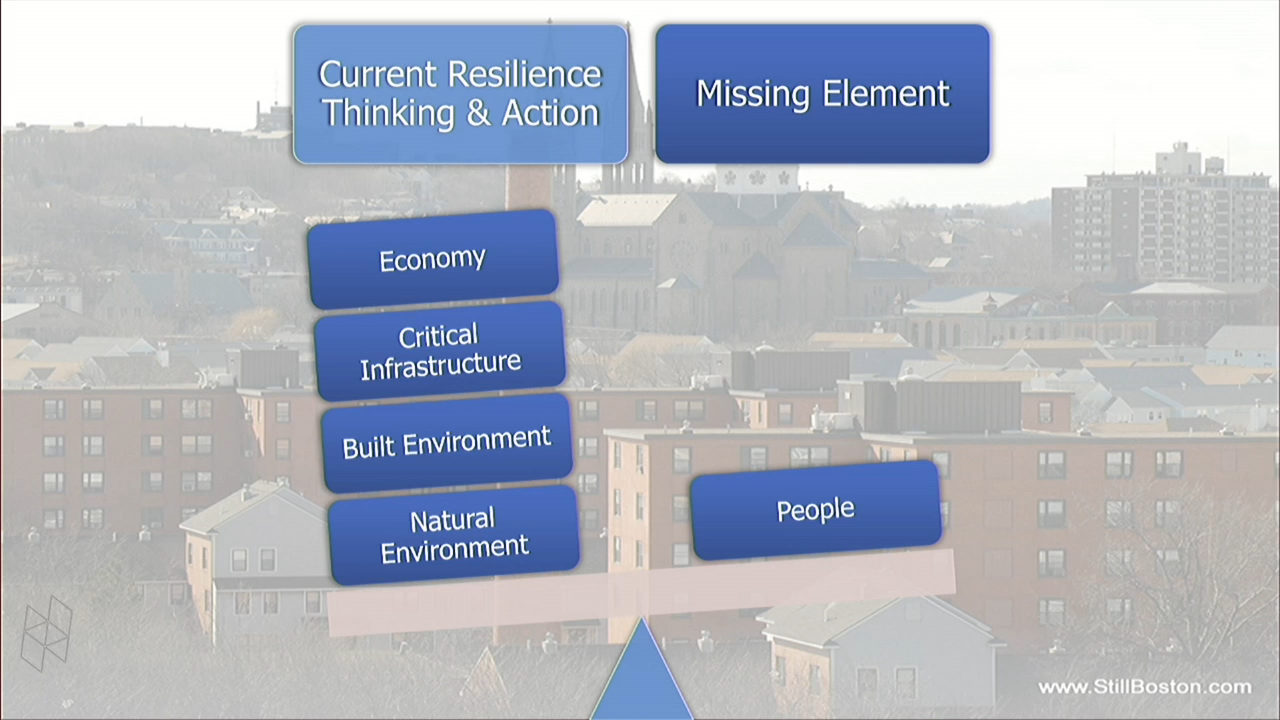 Current Resilience
Thinking & Action
Missing Element
Economy
Critical
Infrastructure
Built Environment
Natural
Environment
People
www.StillBoston.com